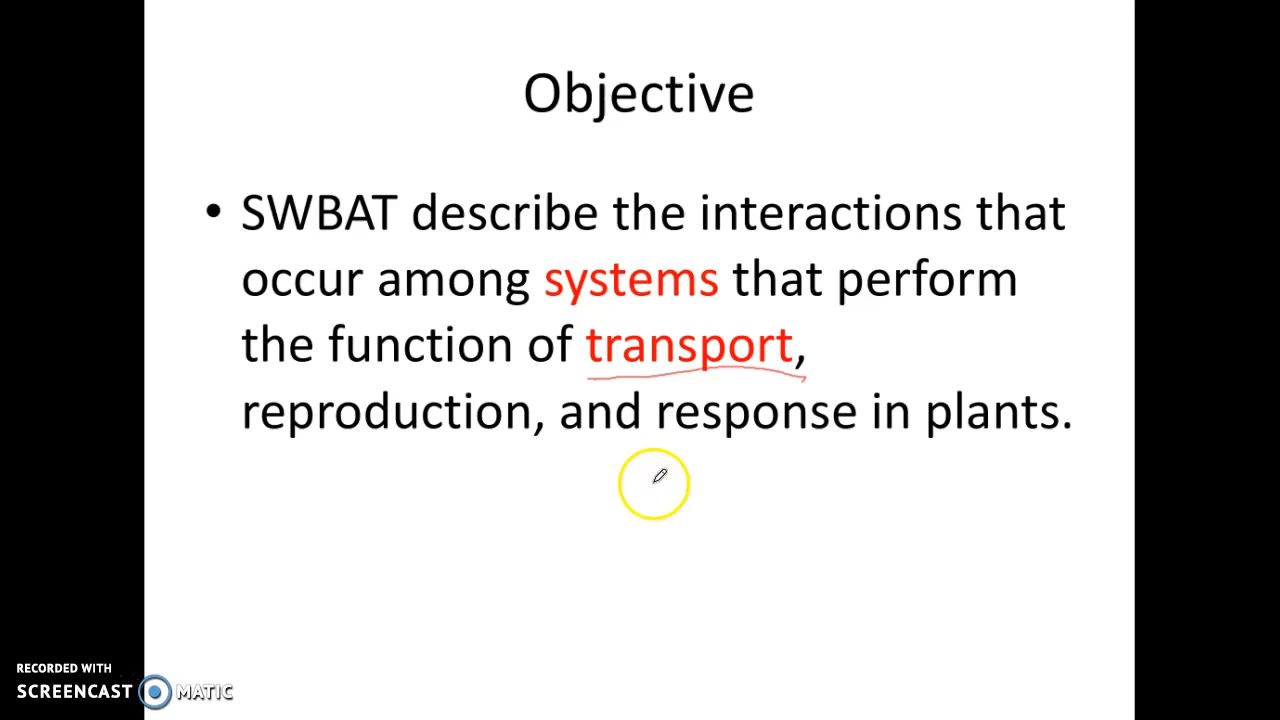 Objective
• SWBAT describe the interactions that
occur among systems that perform
the function of transport,
reproduction, and response in plants.
RECORDED WITH
SCREENCAST MATIC